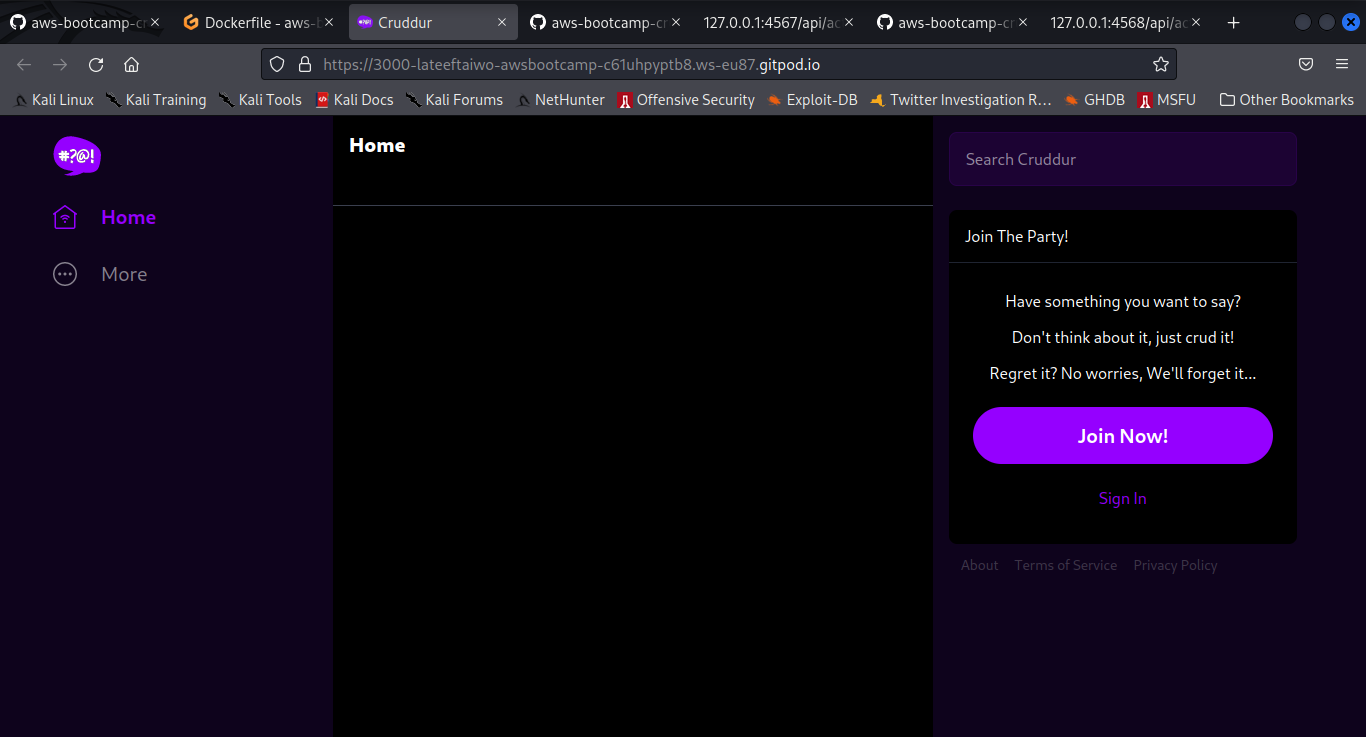 aws-bootcamp-cr
Dockerfile - aws-b
Cruddur
aws-bootcamp-cr
127.0.0.1:4567/api/ac
aws-bootcamp-cr
127.0.0.1:4568/api/ac
https://3000-lateeftaiwo-awsbootcamp-c61uhpyptb8.ws-eu87.gitpod.io
Kali Linux
Kali Training
Kali Tools
Kali Docs
Kali Forums
NetHunter
Offensive Security
Exploit-DB
Twitter Investigation R...
GHDB
MSFU
Other Bookmarks
#?@!
Home
More
Home
Search Cruddur
Join The Party!
Have something you want to say?
Don't think about it, just crud it!
Regret it? No worries, We'll forget it...
Join Now!
Sign In
About
Terms of Service
Privacy Policy